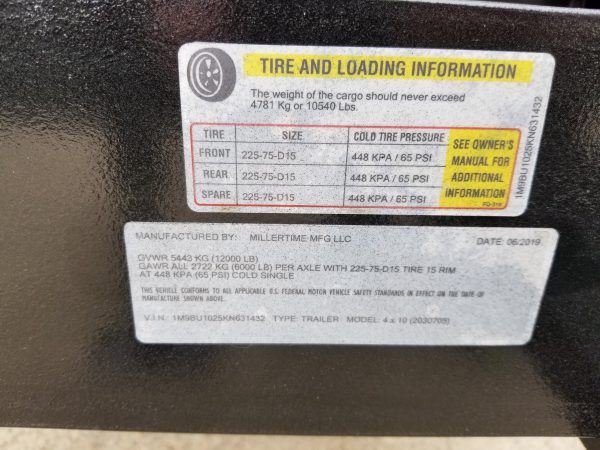 TIRE AND LOADING INFORMATION
The weight of the cargo should never exceed
4781 Kg or 10540 Lbs.
TIRE SIZE COLD TIRE PRESSURE
FRONT 225-75-D15 448 KPA / 65 PSI
REAR 225-75-D15 448 KPA / 65 PSI
SPARE 225-75-D15 448 KPA / 65 PSI
SEE OWNER'S
MANUAL FOR
ADDITIONAL
INFORMATION
1M9BU1025KN631432
MANUFACTURED BY: MILLERTIME MFG LLC DATE: 06/2019
GVWR 5443 KG (12000 LB)
GAWR ALL 2722 KG (6000 LB) PER AXLE WITH 225-75-D15 TIRE 15 RIM
AT 448 KPA (65 PSI) COLD SINGLE
THIS VEHICLE CONFORMS TO ALL APPLICABLE U.S. FEDERAL MOTOR VEHICLE SAFETY STANDARDS IN EFFECT ON THE DATE OF
MANUFACTURE SHOWN ABOVE.
V.I.N.: 1M9BU1025KN631432 TYPE: TRAILER MODEL: 4 x 10 (2030705)